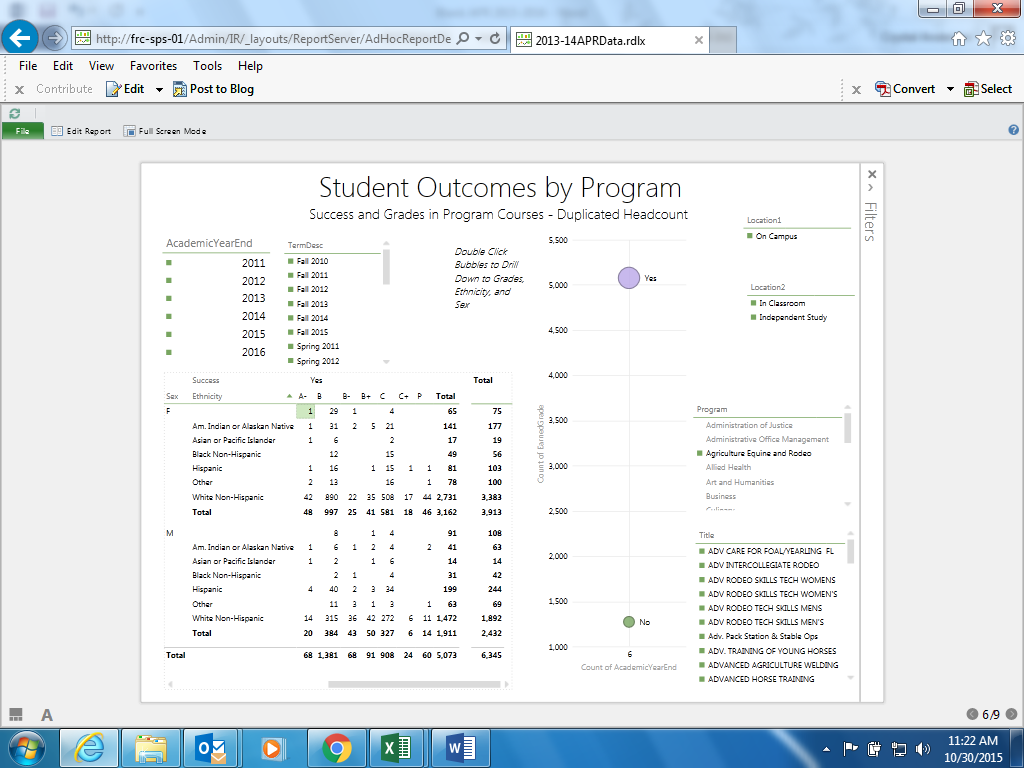 http://frc-sps-01/Admin/IR/_layouts/ReportServer/AdHocReportDe
2013-14APRData.rdlx
File Edit View Favorites Tools Help
x Contribute Edit Post to Blog
x Convert Select
File Edit Report Full Screen Mode
Student Outcomes by Program
Success and Grades in Program Courses - Duplicated Headcount
Filters
AcademicYearEnd
2011
2012
2013
2014
2015
2016
TermDesc
Fall 2010
Fall 2011
Fall 2012
Fall 2013
Fall 2014
Fall 2015
Spring 2011
Spring 2012
Double Click
Bubbles to Drill
Down to Grades,
Ethnicity, and
Sex
Success Yes Total
Sex Ethnicity A- B B- B+ C C+ P Total
F 1 29 1 4 65 75
Am. Indian or Alaskan Native 1 31 2 5 21 141 177
Asian or Pacific Islander 1 6 2 17 19
Black Non-Hispanic 12 15 49 56
Hispanic 1 16 1 15 1 1 81 103
Other 2 13 16 1 78 100
White Non-Hispanic 42 890 22 35 508 17 44 2,731 3,383
Total 48 997 25 41 581 18 46 3,162 3,913
M 8 1 4 91 108
Am. Indian or Alaskan Native 1 6 1 2 4 2 41 63
Asian or Pacific Islander 1 2 1 6 14 14
Black Non-Hispanic 2 1 4 31 42
Hispanic 4 40 2 3 34 199 244
Other 11 3 1 3 1 63 69
White Non-Hispanic 14 315 36 42 272 6 11 1,472 1,892
Total 20 384 43 50 327 6 14 1,911 2,432
Total 68 1,381 68 91 908 24 60 5,073 6,345
Count of EarnedGrade
5,500
5,000
4,500
4,000
3,500
3,000
2,500
2,000
1,500
1,000
Yes
No
6
Count of AcademicYearEnd
Location1
On Campus
Location2
In Classroom
Independent Study
Program
Administration of Justice
Administrative Office Management
Agriculture Equine and Rodeo
Allied Health
Art and Humanities
Business
Title
ADV CARE FOR FOAL/YEARLING FL
ADV INTERCOLLEGIATE RODEO
ADV RODEO SKILLS TECH WOMENS
ADV RODEO SKILLS TECH WOMEN'S
ADV RODEO TECH SKILLS MENS
ADV RODEO TECH SKILLS MEN'S
Adv. Pack Station & Stable Ops
ADV. TRAINING OF YOUNG HORSES
ADVANCED AGRICULTURE WELDING
ADVANCED HORSE TRAINING
A
6/9
11:22 AM
10/30/2015